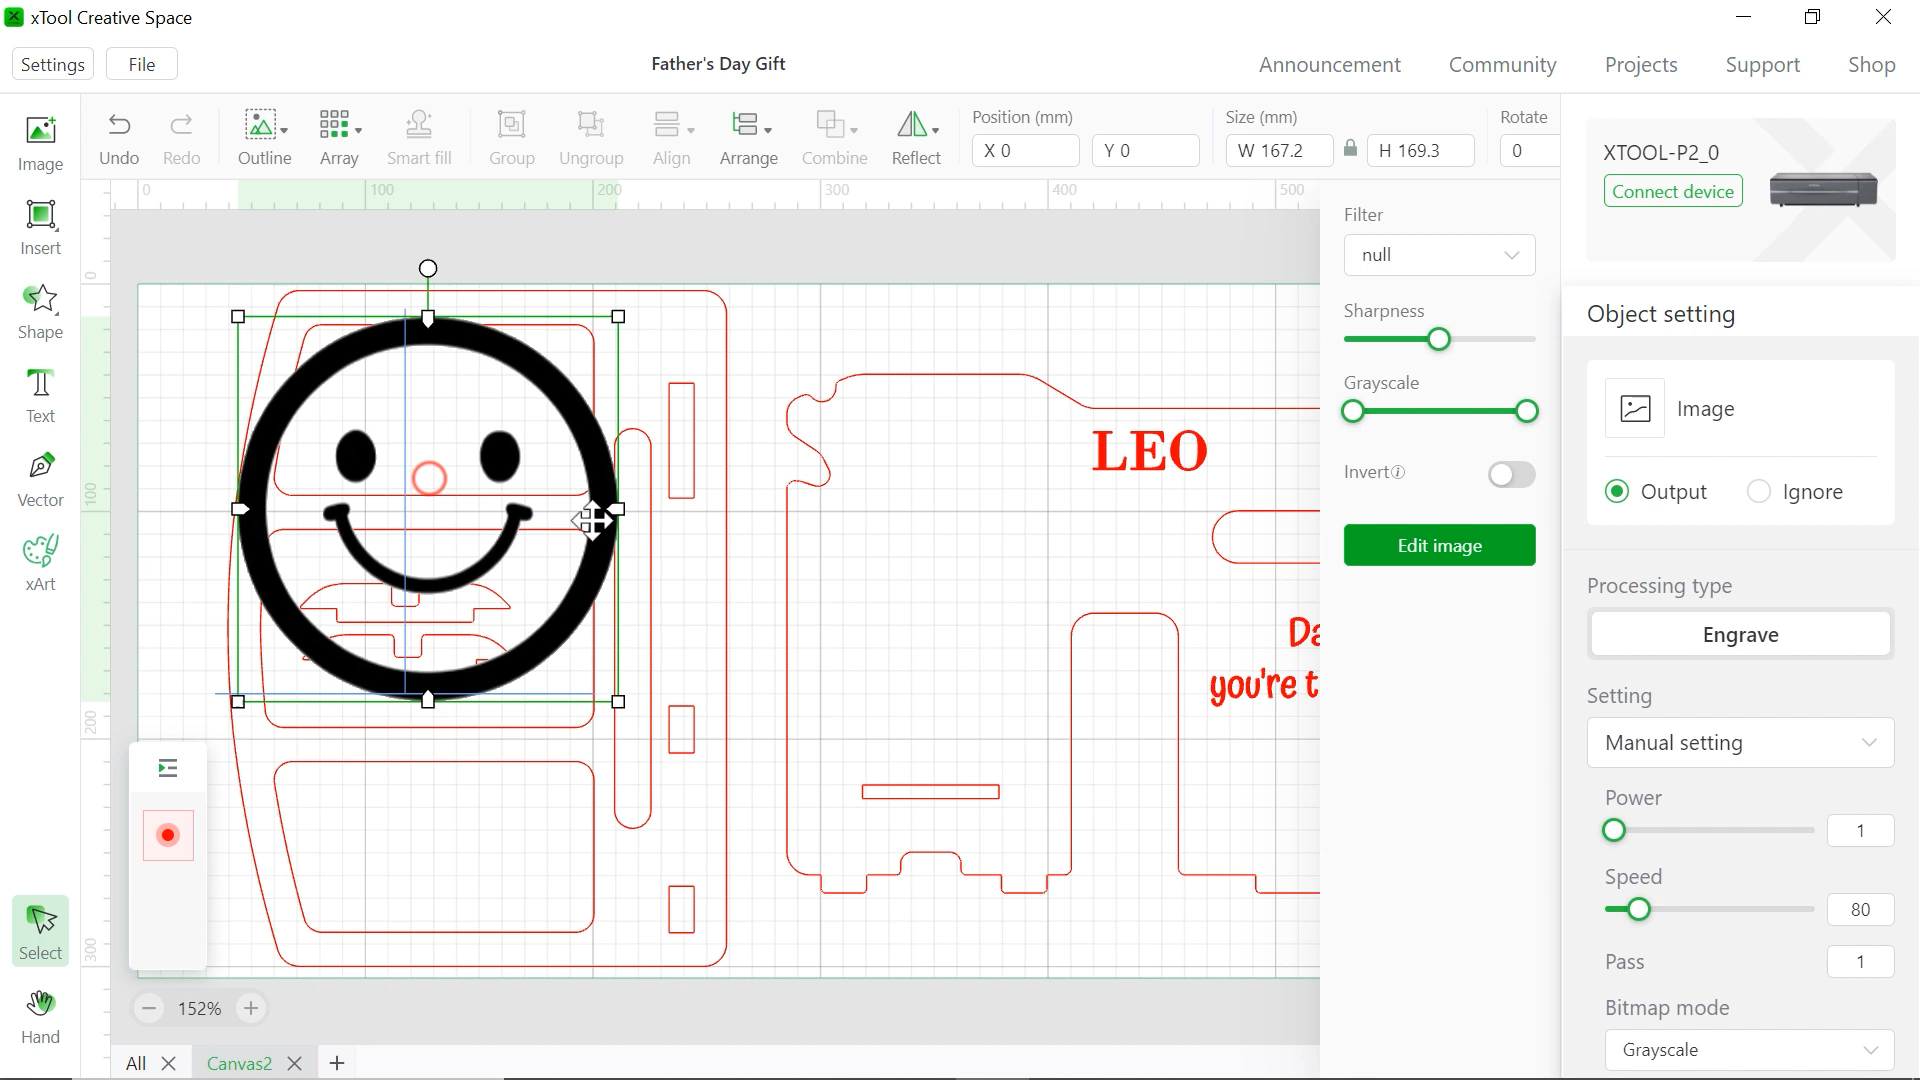 xTool Creative Space
Settings
File
Father's Day Gift
Announcement
Community
Projects
Support
Shop
Undo
Redo
Outline
Array
Smart fill
Group
Ungroup
Align
Arrange
Combine
Reflect
Position (mm)
X 0
Y 0
Size (mm)
W 167.2
H 169.3
Rotate
0
Image
Insert
Shape
Text
Vector
xArt
Select
Hand
0
100
200
300
400
500
0
100
200
300
LEO
Da
you're t
Filter
null
Sharpness
Grayscale
Invert
Edit image
XTOOL-P2_0
Connect device
Object setting
Image
Output
Ignore
Processing type
Engrave
Setting
Manual setting
Power
1
Speed
80
Pass
1
Bitmap mode
Grayscale
152%
All
Canvas2